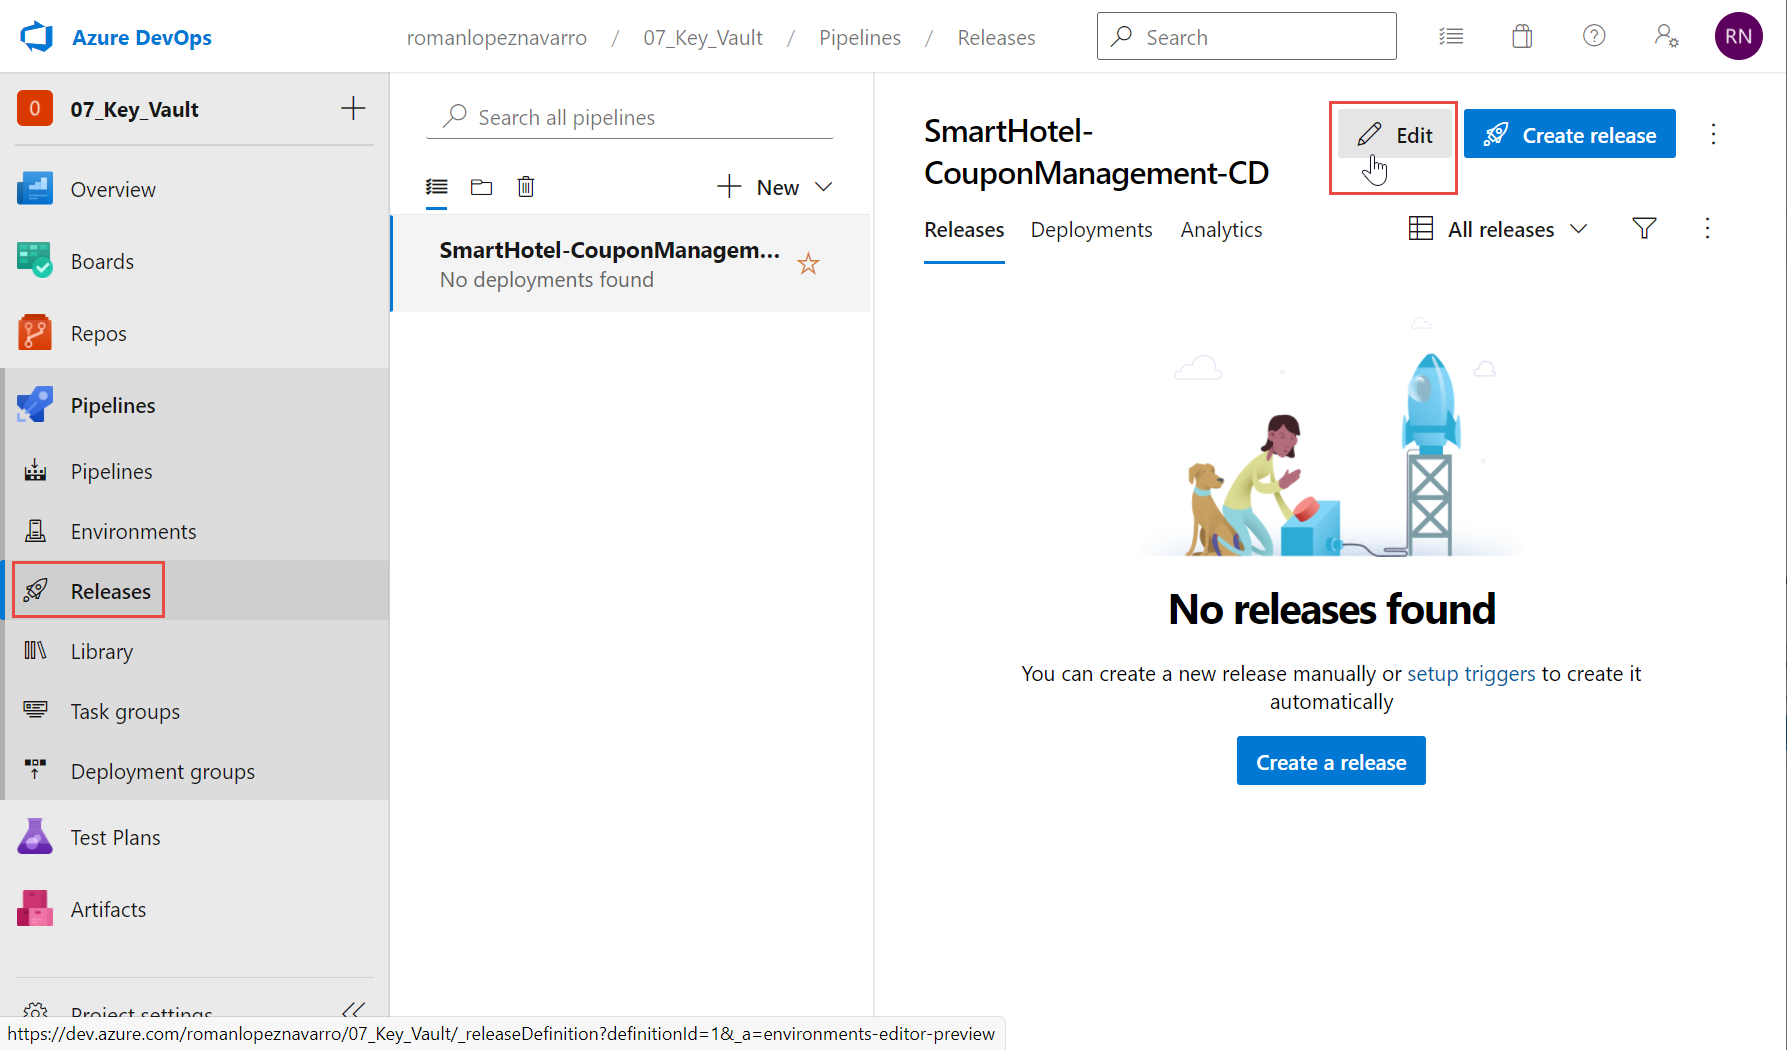 Azure DevOps
romanlopeznavarro / 07_Key_Vault / Pipelines / Releases
Search
RN
0
07_Key_Vault
Overview
Boards
Repos
Pipelines
Pipelines
Environments
Releases
Library
Task groups
Deployment groups
Test Plans
Artifacts
Project settings
Search all pipelines
New
SmartHotel-CouponManagem...
No deployments found
SmartHotel-
CouponManagement-CD
Edit
Create release
Releases
Deployments
Analytics
All releases
No releases found
You can create a new release manually or setup triggers to create it
automatically
Create a release
https://dev.azure.com/romanlopeznavarro/07_Key_Vault/_releaseDefinition?definitionId=1&_a=environments-editor-preview